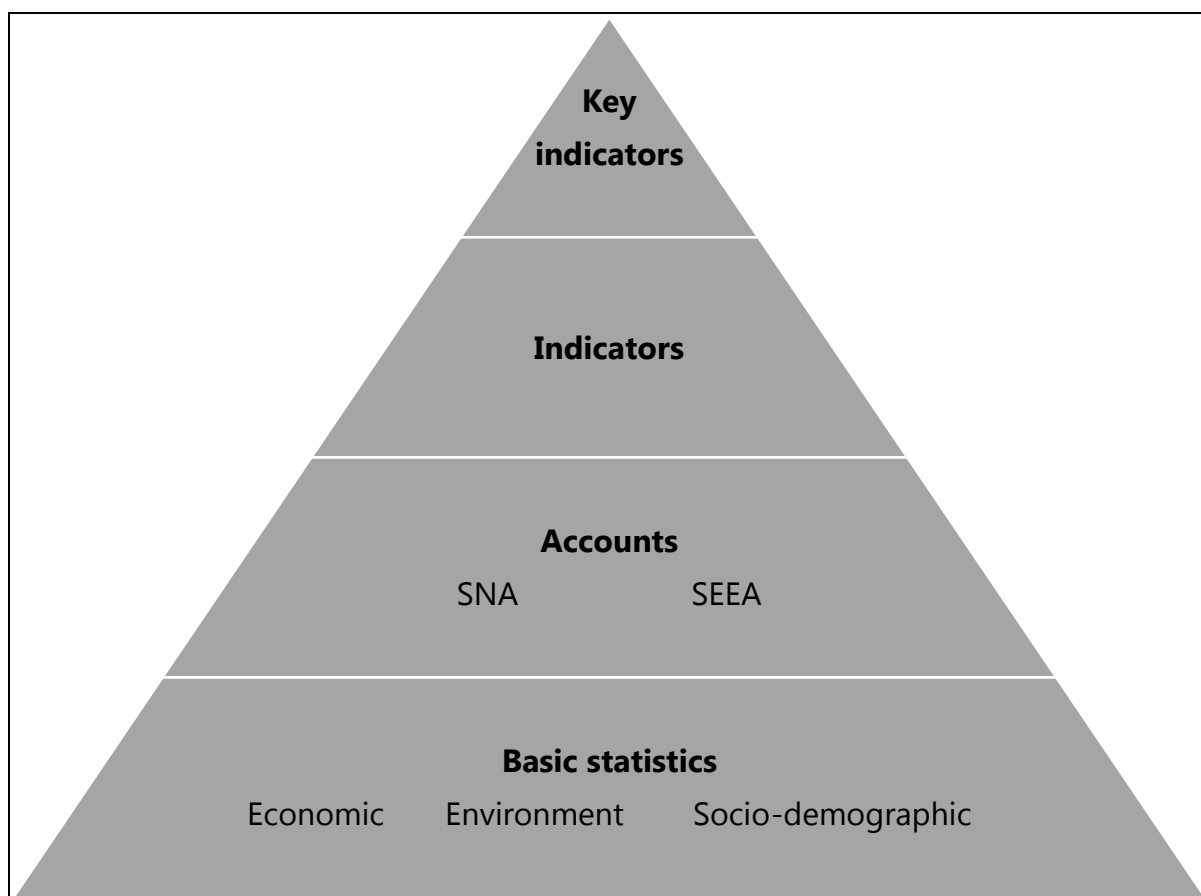 Key
indicators
Indicators
Accounts
SNA SEEA
Basic statistics
Economic Environment Socio-demographic